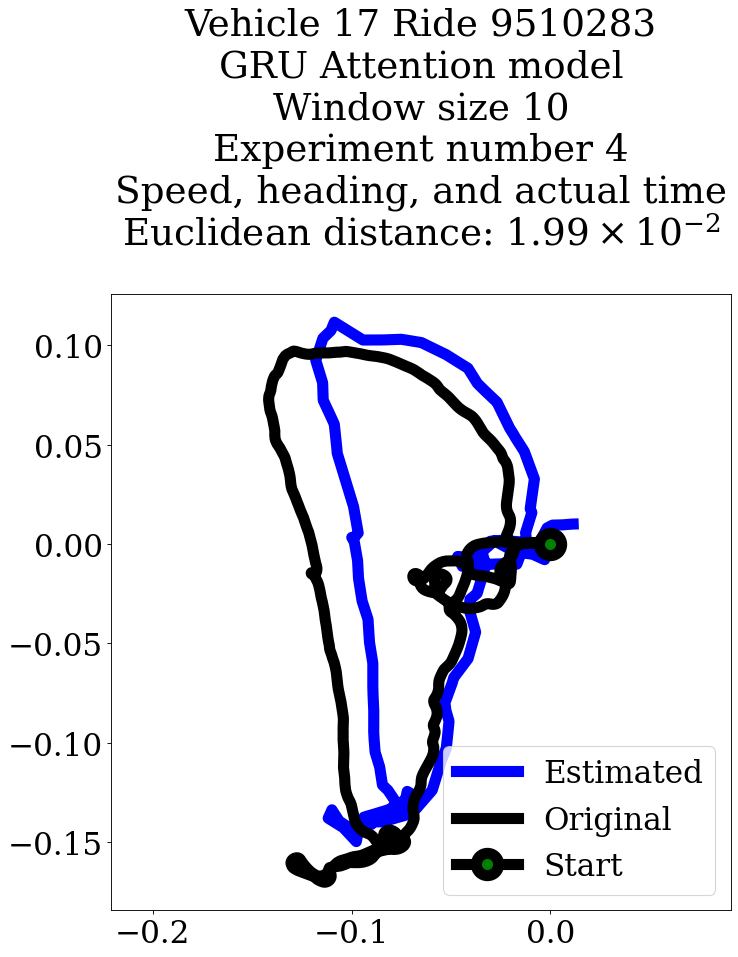 Vehicle 17 Ride 9510283
GRU Attention model
Window size 10
Experiment number 4
Speed, heading, and actual time
Euclidean distance: 1.99 × 10⁻²
0.10
0.05
0.00
−0.05
−0.10
−0.15
−0.2
−0.1
0.0
Estimated
Original
Start